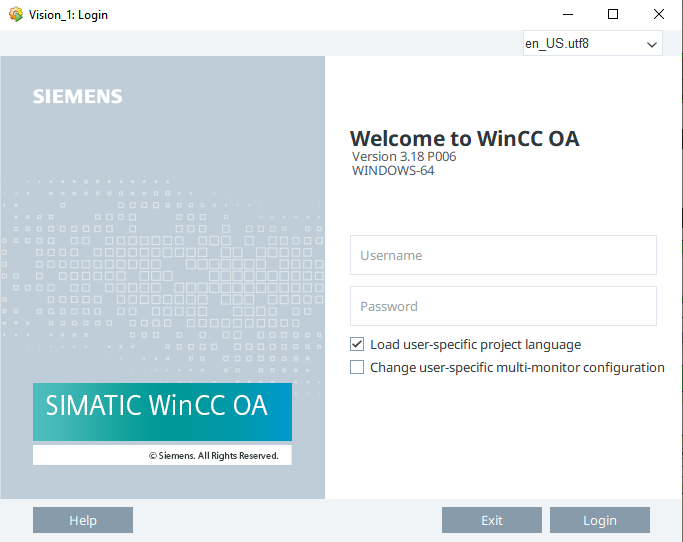 Vision_1: Login
en_US.utf8
SIEMENS
Welcome to WinCC OA
Version 3.18 P006
WINDOWS-64
Username
Password
Load user-specific project language
Change user-specific multi-monitor configuration
SIMATIC WinCC OA
© Siemens. All Rights Reserved.
Help
Exit
Login